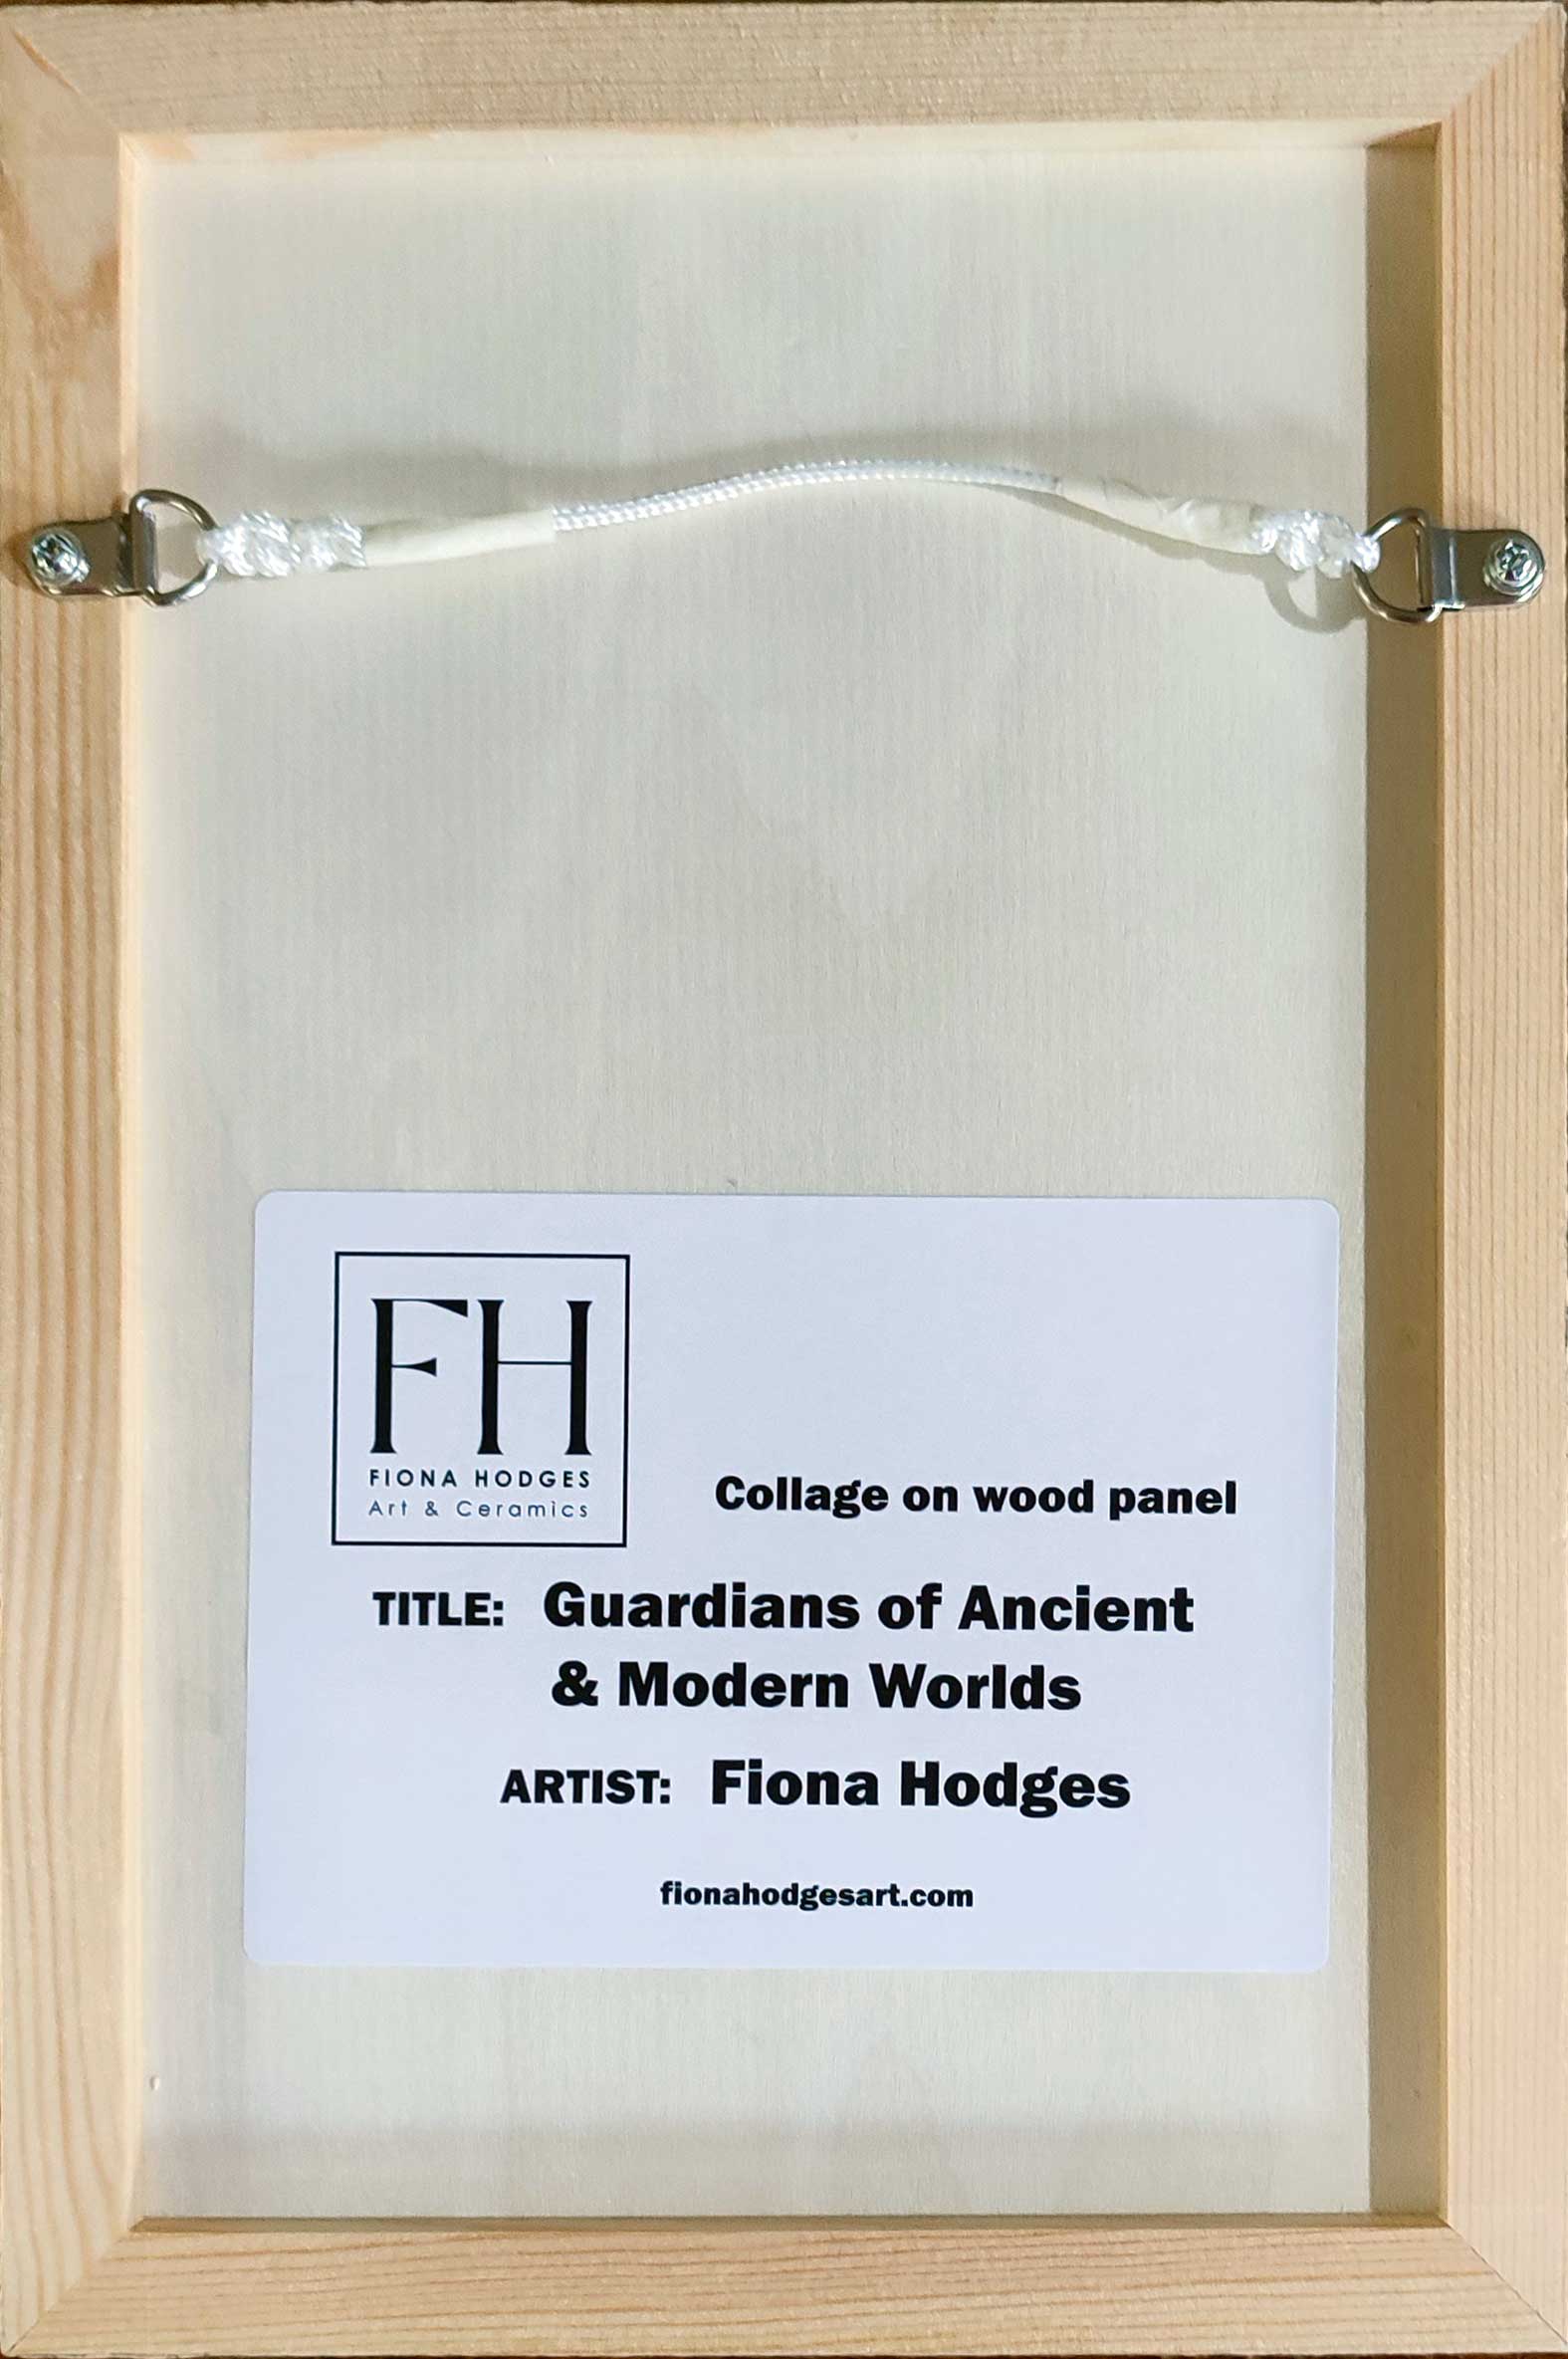 FH
FIONA HODGES
Art & Ceramics
Collage on wood panel
TITLE: Guardians of Ancient
& Modern Worlds
ARTIST: Fiona Hodges
fionahodgesart.com